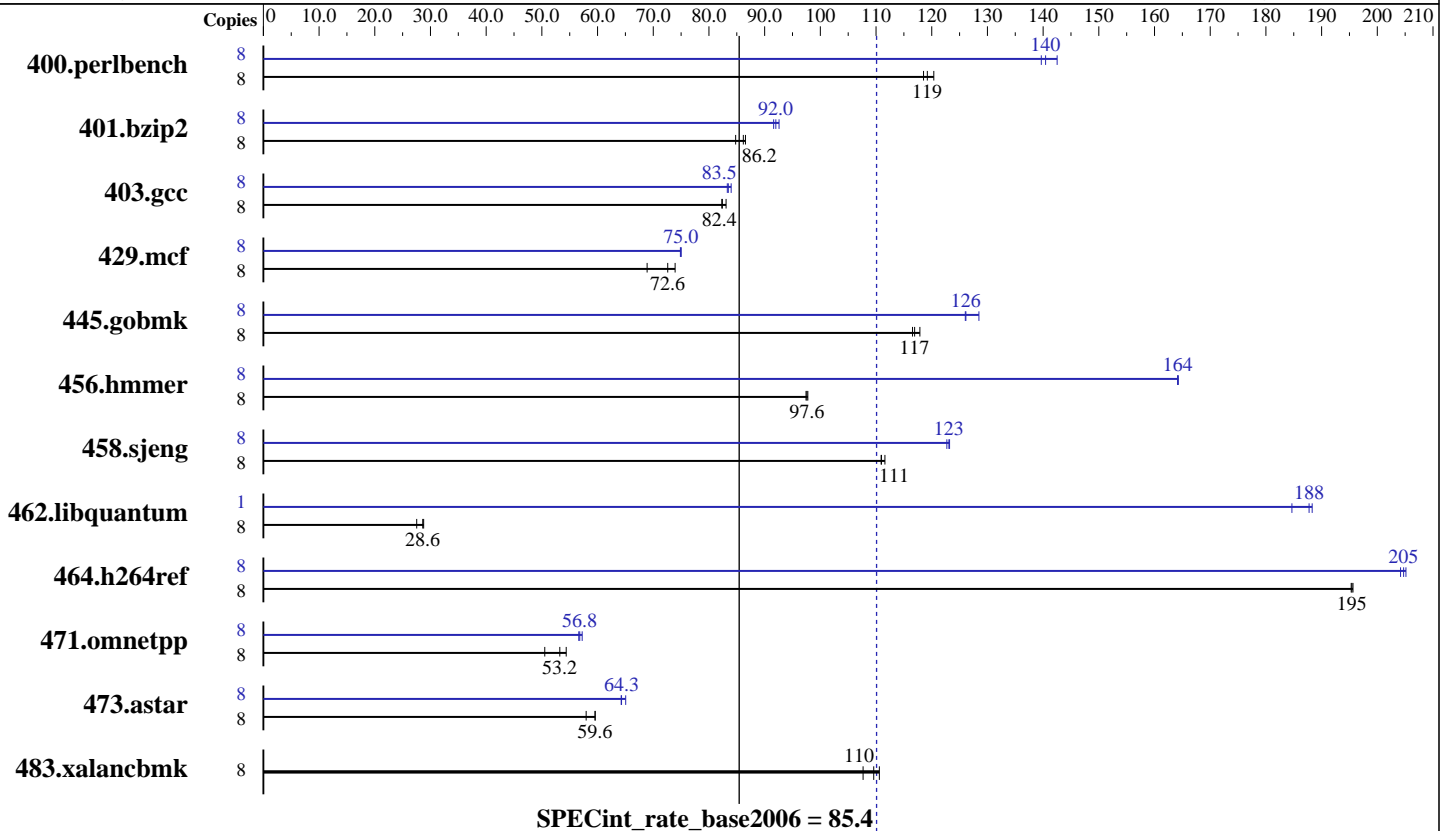 Copies 0 10.0 20.0 30.0 40.0 50.0 60.0 70.0 80.0 90.0 100 110 120 130 140 150 160 170 180 190 200 210
400.perlbench 8 140
8 119
401.bzip2 8 92.0
8 86.2
403.gcc 8 83.5
8 82.4
429.mcf 8 75.0
8 72.6
445.gobmk 8 126
8 117
456.hmmer 8 164
8 97.6
458.sjeng 8 123
8 111
462.libquantum 1 188
8 28.6
464.h264ref 8 205
8 195
471.omnetpp 8 56.8
8 53.2
473.astar 8 64.3
8 59.6
483.xalancbmk 8 110
SPECint_rate_base2006 = 85.4